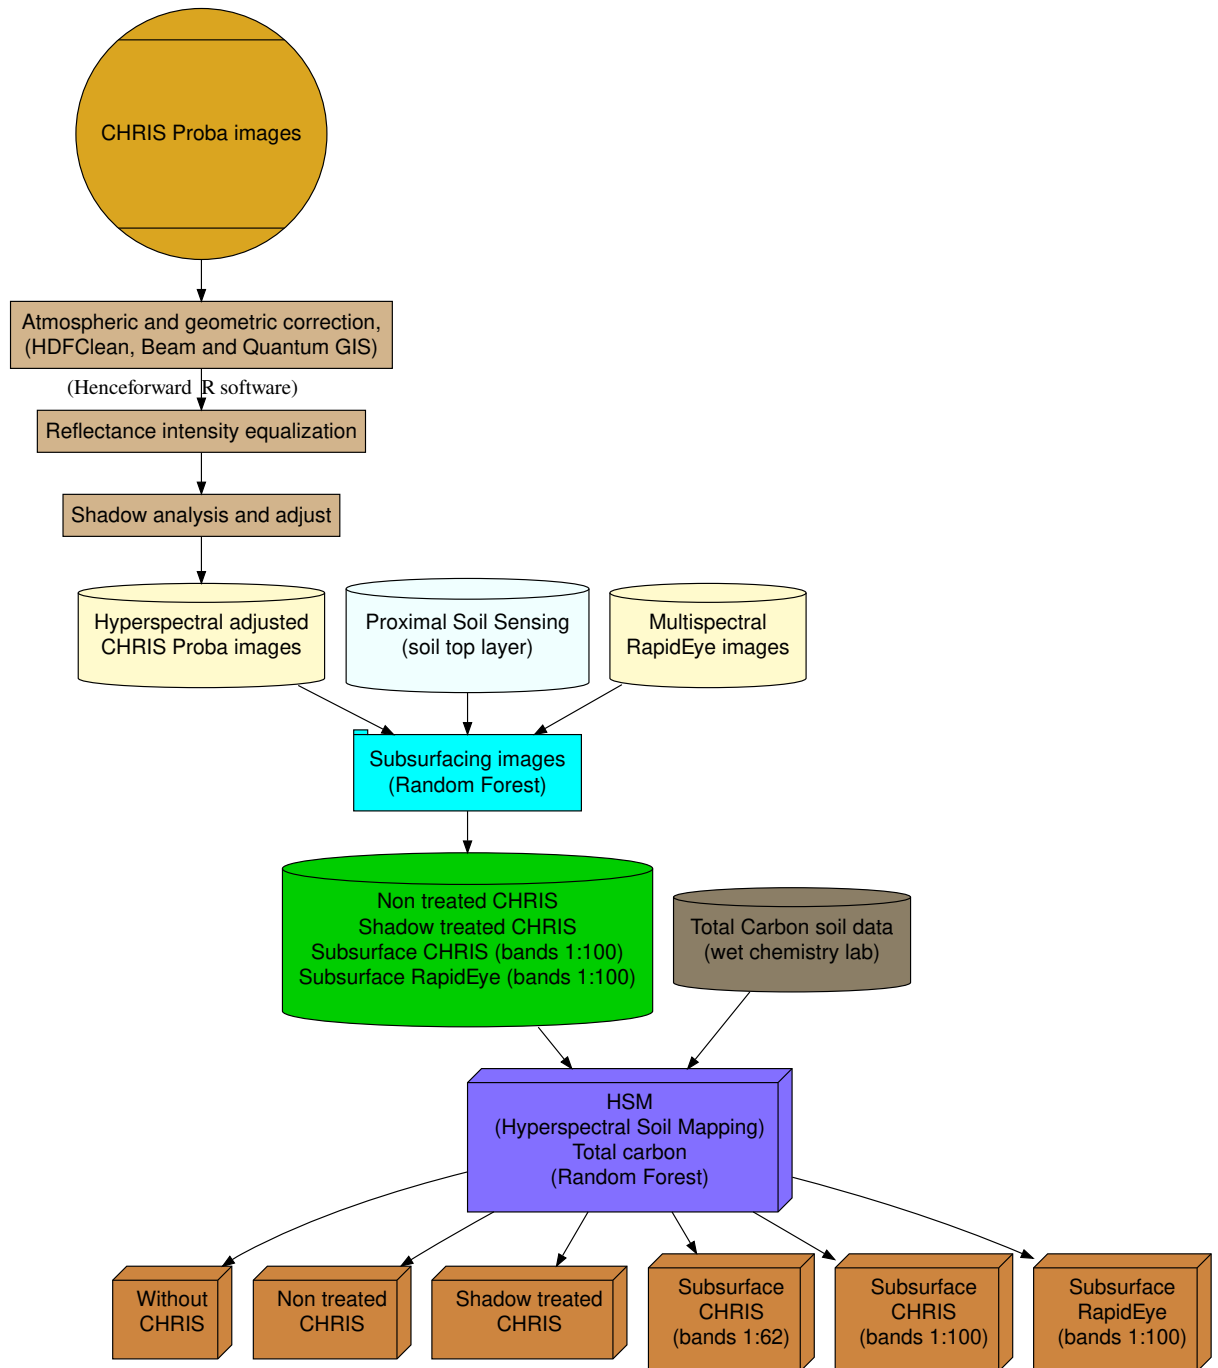 CHRIS Proba images
Atmospheric and geometric correction,
(HDFClean, Beam and Quantum GIS)
(Henceforward R software)
Reflectance intensity equalization
Shadow analysis and adjust
Hyperspectral adjusted
CHRIS Proba images
Proximal Soil Sensing
(soil top layer)
Multispectral
RapidEye images
Subsurfacing images
(Random Forest)
Non treated CHRIS
Shadow treated CHRIS
Subsurface CHRIS (bands 1:100)
Subsurface RapidEye (bands 1:100)
Total Carbon soil data
(wet chemistry lab)
HSM
(Hyperspectral Soil Mapping)
Total carbon
(Random Forest)
Without
CHRIS
Non treated
CHRIS
Shadow treated
CHRIS
Subsurface
CHRIS
(bands 1:62)
Subsurface
CHRIS
(bands 1:100)
Subsurface
RapidEye
(bands 1:100)